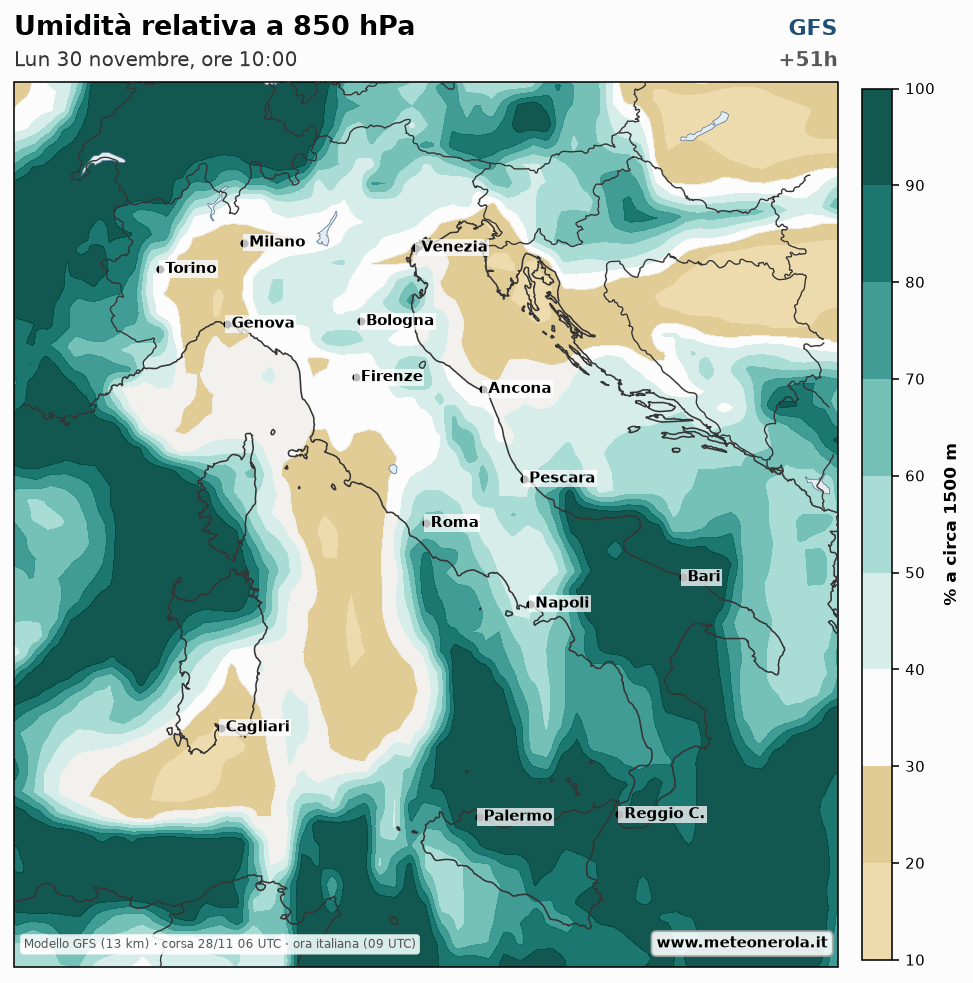 Umidità relativa a 850 hPa
GFS
Lun 30 novembre, ore 10:00
+51h
100
90
80
70
60
50
40
30
20
10
% a circa 1500 m
Milano
Venezia
Torino
Bologna
Genova
Firenze
Ancona
Pescara
Roma
Bari
Napoli
Cagliari
Palermo
Reggio C.
Modello GFS (13 km) · corsa 28/11 06 UTC · ora italiana (09 UTC)
www.meteonerola.it